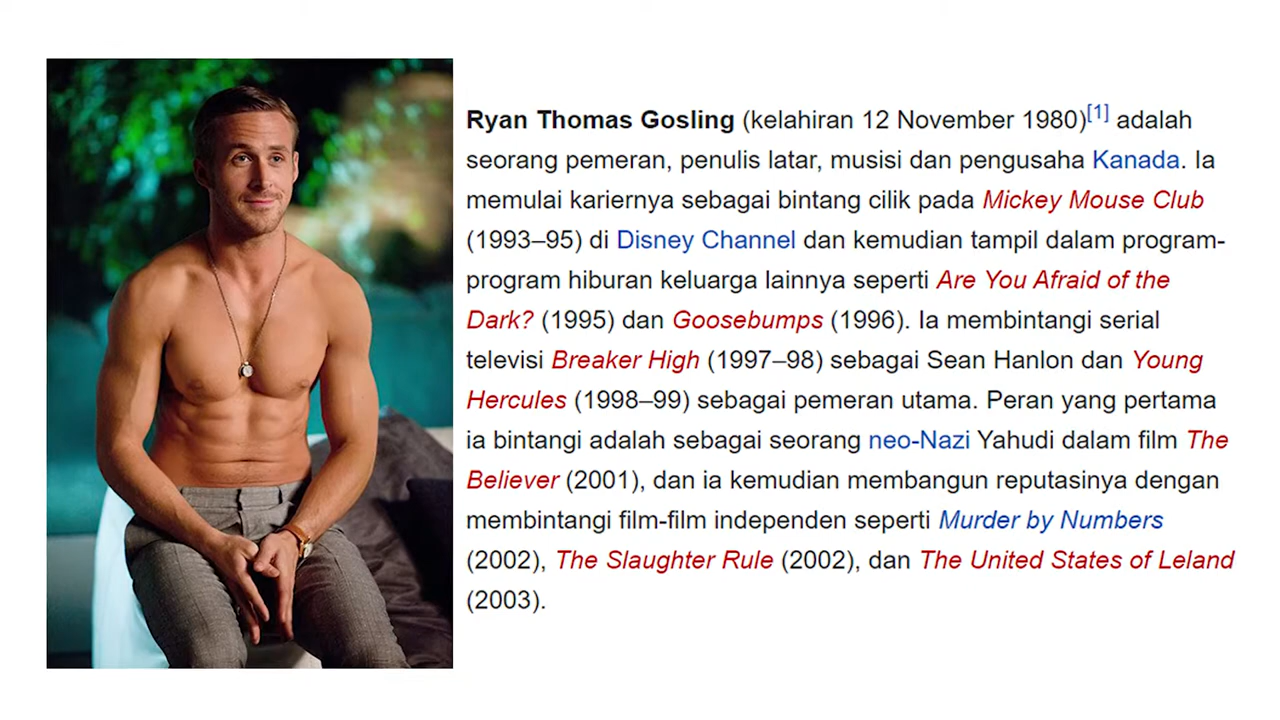 Ryan Thomas Gosling (kelahiran 12 November 1980)[1] adalah
seorang pemeran, penulis latar, musisi dan pengusaha Kanada. Ia
memulai kariernya sebagai bintang cilik pada Mickey Mouse Club
(1993–95) di Disney Channel dan kemudian tampil dalam program-
program hiburan keluarga lainnya seperti Are You Afraid of the
Dark? (1995) dan Goosebumps (1996). Ia membintangi serial
televisi Breaker High (1997–98) sebagai Sean Hanlon dan Young
Hercules (1998–99) sebagai pemeran utama. Peran yang pertama
ia bintangi adalah sebagai seorang neo-Nazi Yahudi dalam film The
Believer (2001), dan ia kemudian membangun reputasinya dengan
membintangi film-film independen seperti Murder by Numbers
(2002), The Slaughter Rule (2002), dan The United States of Leland
(2003).